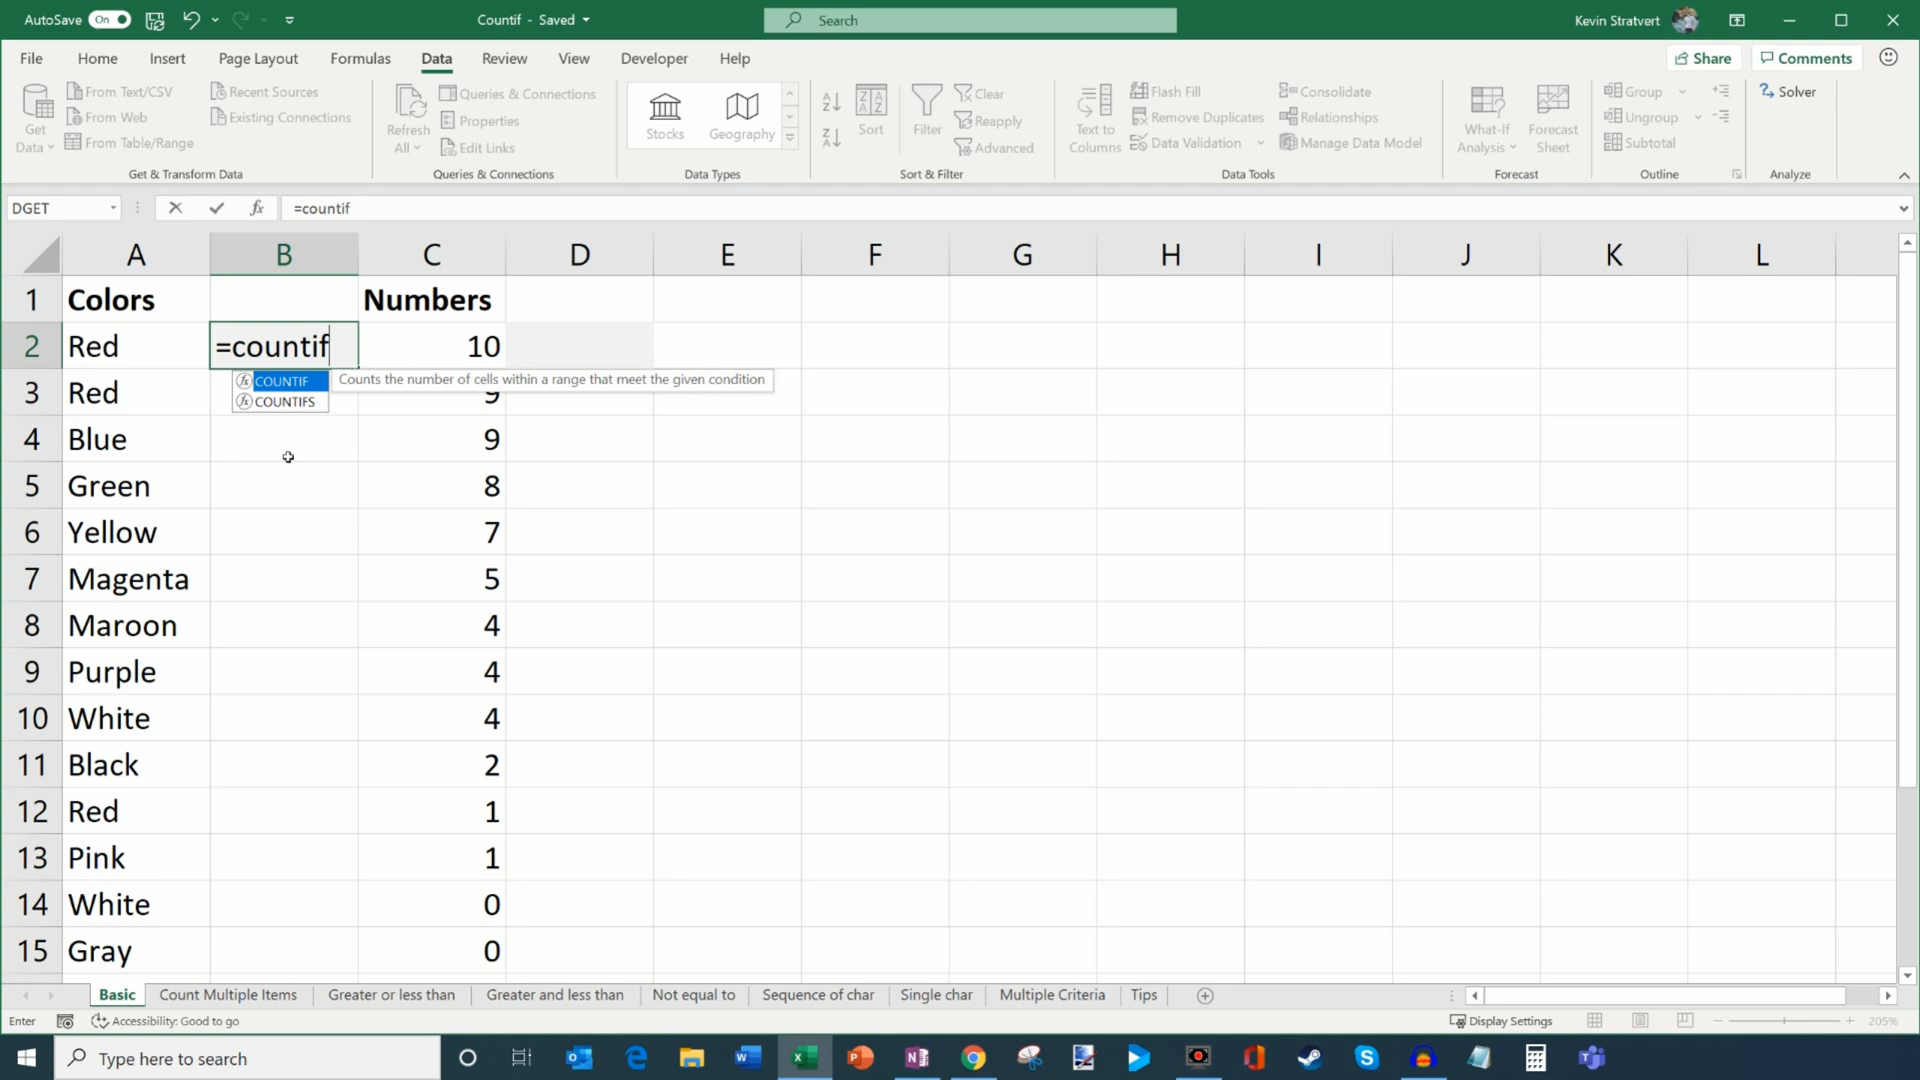 AutoSave On
Countif - Saved
Search
Kevin Stratvert
File Home Insert Page Layout Formulas Data Review View Developer Help
Share Comments
Get Data
From Text/CSV
From Web
From Table/Range
Recent Sources
Existing Connections
Get & Transform Data
Refresh All
Queries & Connections
Properties
Edit Links
Queries & Connections
Stocks
Geography
Data Types
Sort
Filter
Clear
Reapply
Advanced
Sort & Filter
Text to Columns
Flash Fill
Remove Duplicates
Data Validation
Consolidate
Relationships
Manage Data Model
Data Tools
What-If Analysis
Forecast Sheet
Forecast
Group
Ungroup
Subtotal
Outline
Solver
Analyze
DGET
fx
=countif
A B C D E F G H I J K L
1 Colors Numbers
2 Red =countif 10
COUNTIF Counts the number of cells within a range that meet the given condition
COUNTIFS
3 Red 9
4 Blue 9
5 Green 8
6 Yellow 7
7 Magenta 5
8 Maroon 4
9 Purple 4
10 White 4
11 Black 2
12 Red 1
13 Pink 1
14 White 0
15 Gray 0
Basic Count Multiple Items Greater or less than Greater and less than Not equal to Sequence of char Single char Multiple Criteria Tips
Enter Accessibility: Good to go Display Settings 205%
Type here to search